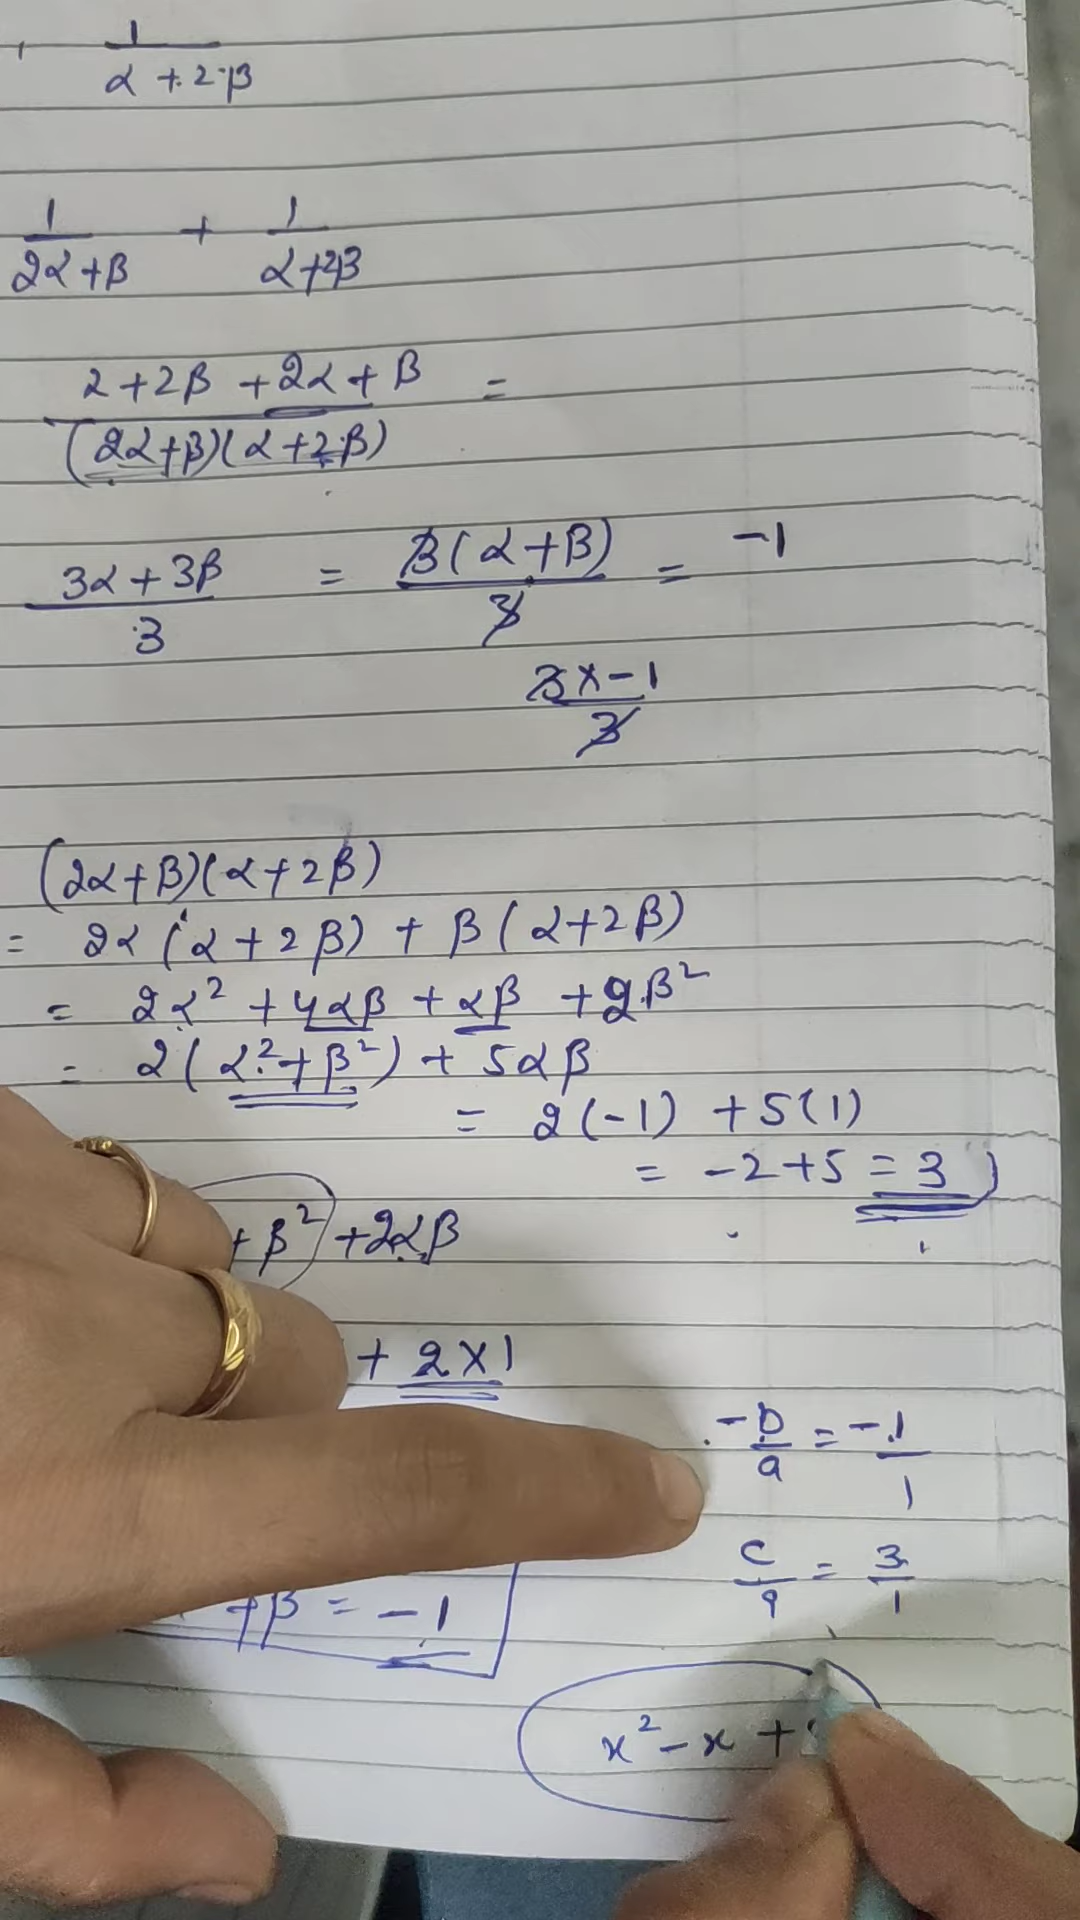 , 1/(α + 2β)
1/(2α + β) + 1/(α + 2β)
(2 + 2β + 2α + β)/((2α + β)(α + 2β)) =
(3α + 3β)/3 = 3(α + β)/3 = -1
(3 x -1)/3
(2α + β)(α + 2β)
= 2α(α + 2β) + β(α + 2β)
= 2α² + 4αβ + αβ + 2β²
= 2(α² + β²) + 5αβ
= 2(-1) + 5(1)
= -2 + 5 = 3
+ β² + 2αβ
+ 2 x 1
-b/a = -1/1
c/a = 3/1
+ β = -1
x² - x +